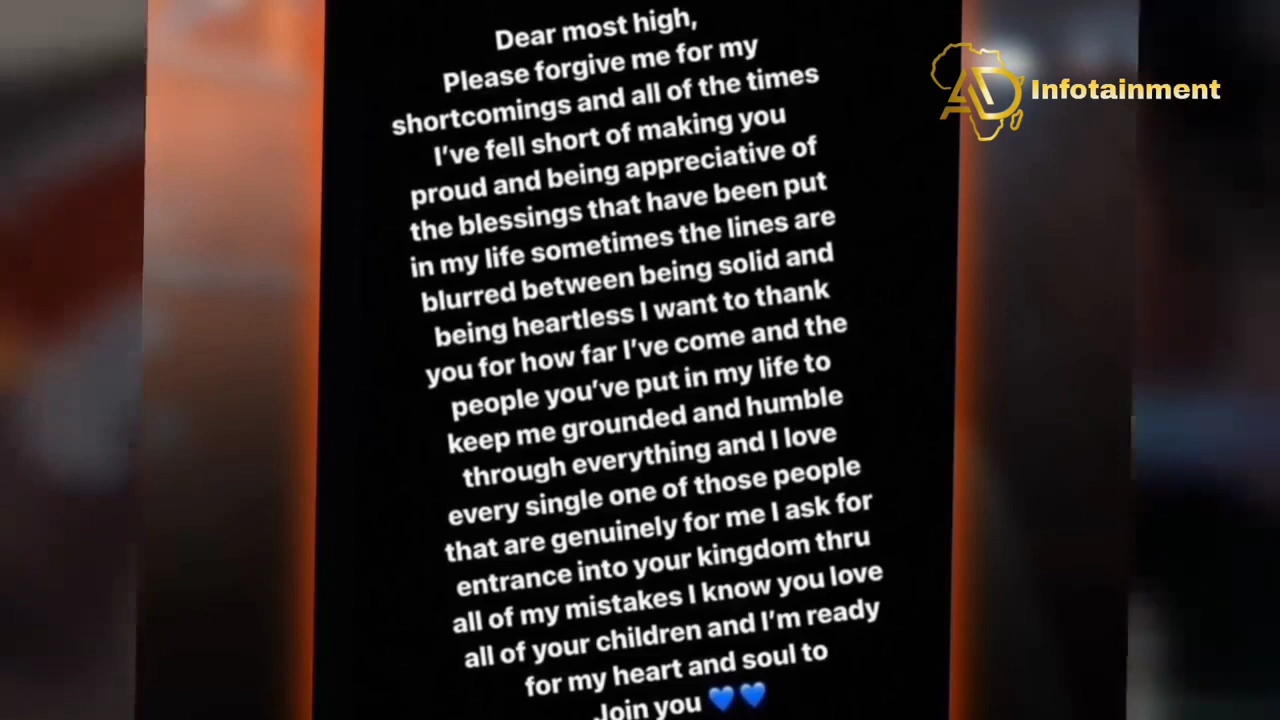 Dear most high,
Please forgive me for my
shortcomings and all of the times
I've fell short of making you
proud and being appreciative of
the blessings that have been put
in my life sometimes the lines are
blurred between being solid and
being heartless I want to thank
you for how far I've come and the
people you've put in my life to
keep me grounded and humble
through everything and I love
every single one of those people
that are genuinely for me I ask for
entrance into your kingdom thru
all of my mistakes I know you love
all of your children and I'm ready
for my heart and soul to
Join you 💙💙
AD Infotainment